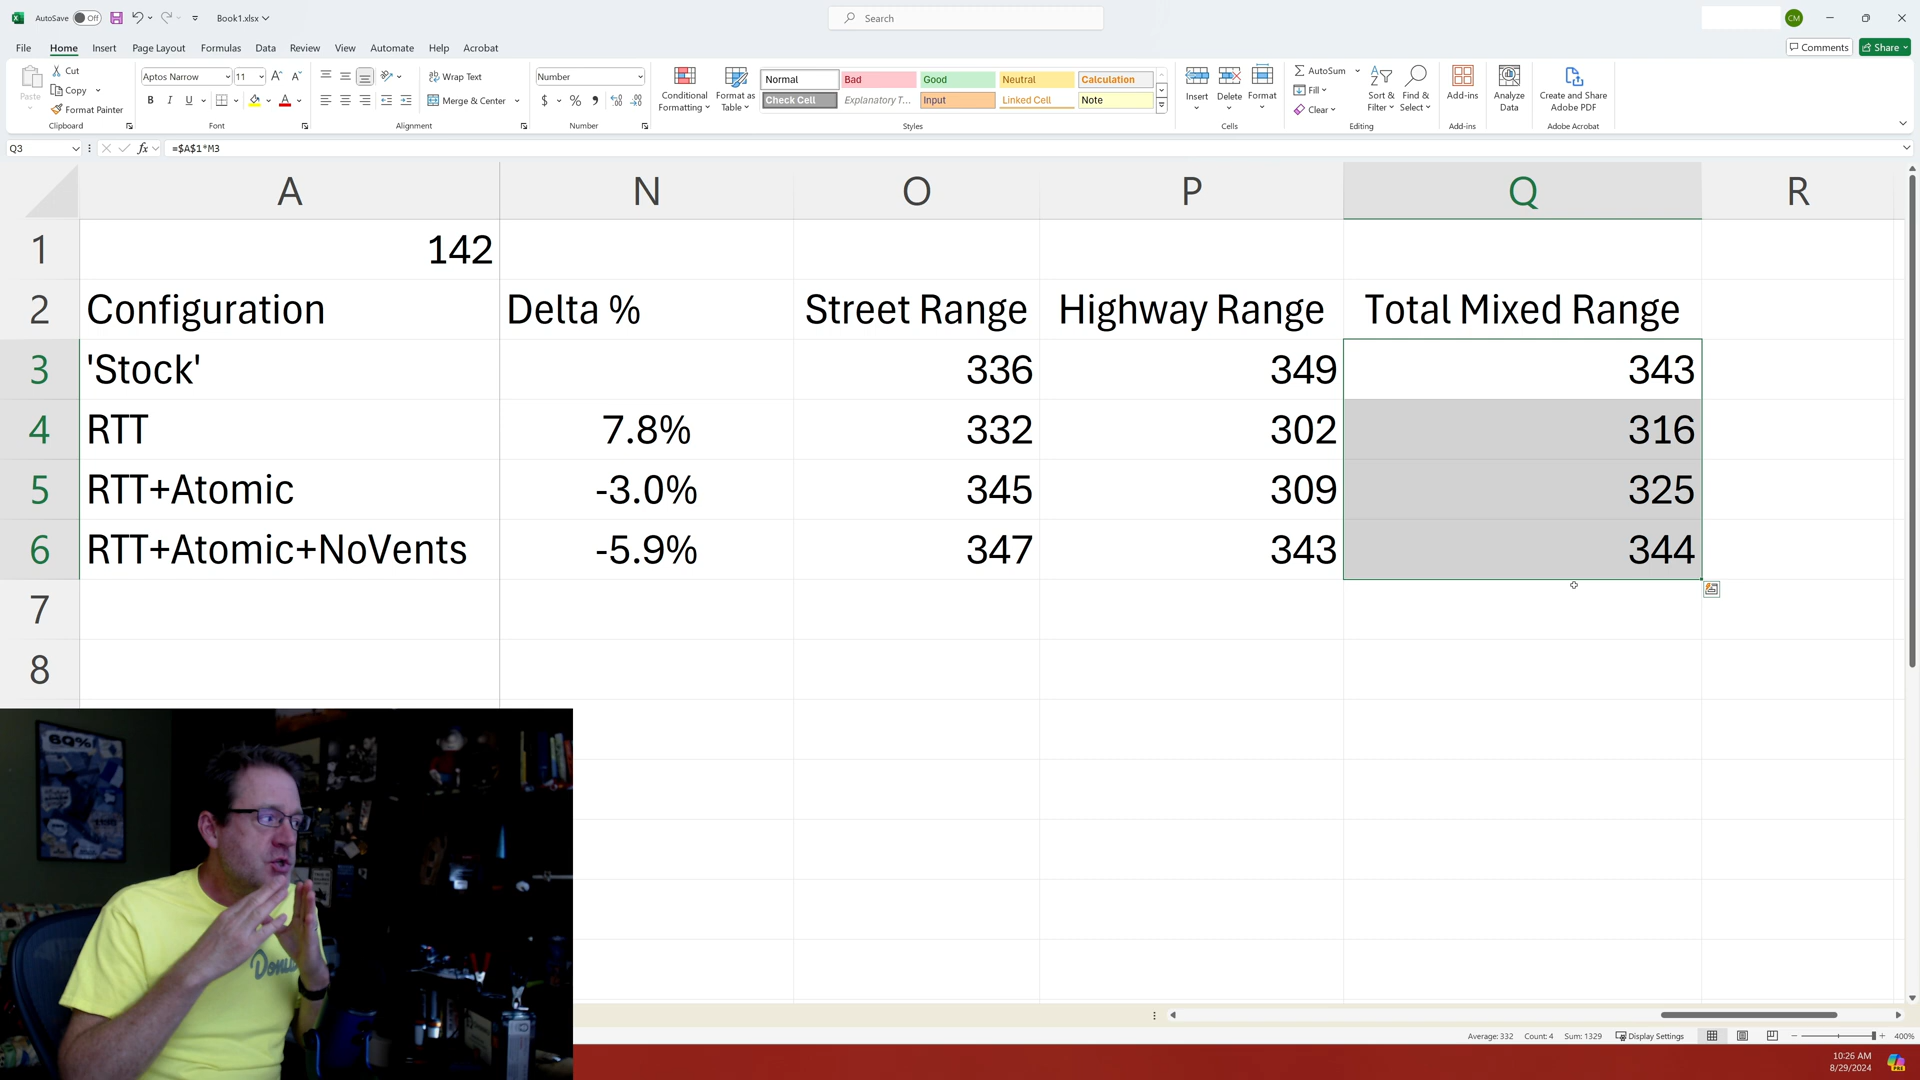 AutoSave Off Book1.xlsx Search CM
File Home Insert Page Layout Formulas Data Review View Automate Help Acrobat Comments Share
Paste Cut Copy Format Painter Clipboard
Aptos Narrow 11 B I U A Font
Wrap Text Merge & Center Alignment
Number $ % , Number
Conditional Formatting Format as Table
Normal Bad Good Neutral Calculation
Check Cell Explanatory T... Input Linked Cell Note
Styles
Insert Delete Format Cells
AutoSum Fill Clear Sort & Filter Find & Select Editing
Add-ins Add-ins
Analyze Data
Create and Share Adobe PDF Adobe Acrobat
Q3 fx =$A$1*M3
A N O P Q R
1 142
2 Configuration Delta % Street Range Highway Range Total Mixed Range
3 'Stock' 336 349 343
4 RTT 7.8% 332 302 316
5 RTT+Atomic -3.0% 345 309 325
6 RTT+Atomic+NoVents -5.9% 347 343 344
7
8
6Q%
Donu
Average: 332 Count: 4 Sum: 1329 Display Settings 400%
10:26 AM
8/29/2024